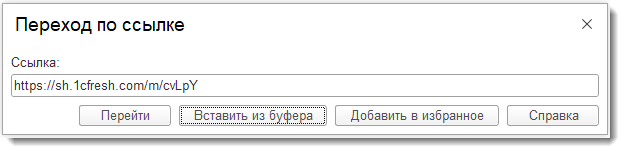 Переход по ссылке
Ссылка:
https://sh.1cfresh.com/m/cvLpY
Перейти Вставить из буфера Добавить в избранное Справка